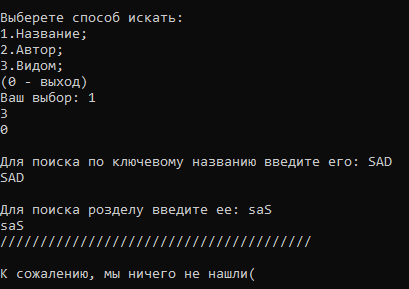 Выберете способ искать:
1.Название;
2.Автор;
3.Видом;
(0 - выход)
Ваш выбор: 1
3
0
Для поиска по ключевому названию введите его: SAD
SAD
Для поиска розделу введите ее: saS
saS
///////////////////////////////////////
К сожалению, мы ничего не нашли(